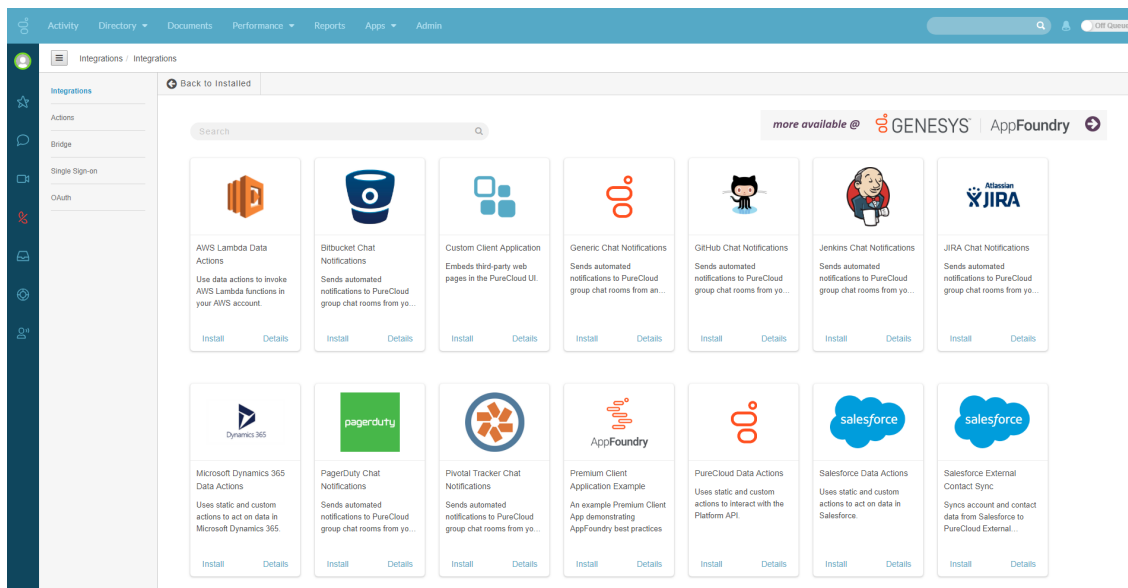 Activity Directory Documents Performance Reports Apps Admin Off Queue
Integrations / Integrations
Integrations
Actions
Bridge
Single Sign-on
OAuth
Back to Installed
Search
more available @ GENESYS™ AppFoundry
AWS Lambda Data
Actions
Use data actions to invoke
AWS Lambda functions in
your AWS account.
Install Details
Bitbucket Chat
Notifications
Sends automated
notifications to PureCloud
group chat rooms from yo...
Install Details
Custom Client Application
Embeds third-party web
pages in the PureCloud UI.
Install Details
Generic Chat Notifications
Sends automated
notifications to PureCloud
group chat rooms from an...
Install Details
GitHub Chat Notifications
Sends automated
notifications to PureCloud
group chat rooms from yo...
Install Details
Jenkins Chat Notifications
Sends automated
notifications to PureCloud
group chat rooms from yo...
Install Details
Atlassian
JIRA
JIRA Chat Notifications
Sends automated
notifications to PureCloud
group chat rooms from yo...
Install Details
Dynamics 365
Microsoft Dynamics 365
Data Actions
Uses static and custom
actions to act on data in
Microsoft Dynamics 365.
Install Details
pagerduty
PagerDuty Chat
Notifications
Sends automated
notifications to PureCloud
group chat rooms from yo...
Install Details
Pivotal Tracker Chat
Notifications
Sends automated
notifications to PureCloud
group chat rooms from yo...
Install Details
AppFoundry
Premium Client
Application Example
An example Premium Client
App demonstrating
AppFoundry best practices
Install Details
PureCloud Data Actions
Uses static and custom
actions to interact with the
Platform API.
Install Details
salesforce
Salesforce Data Actions
Uses static and custom
actions to act on data in
Salesforce.
Install Details
salesforce
Salesforce External
Contact Sync
Syncs account and contact
data from Salesforce to
PureCloud External...
Install Details